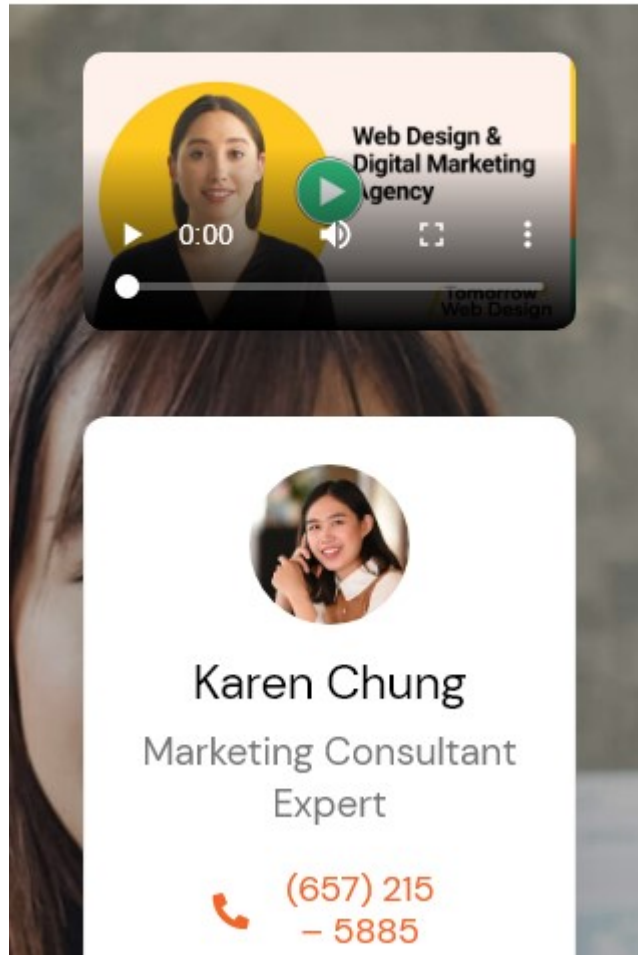 Web Design &
Digital Marketing
Agency
0:00
Tomorrow
Web Design
Karen Chung
Marketing Consultant
Expert
(657) 215
– 5885